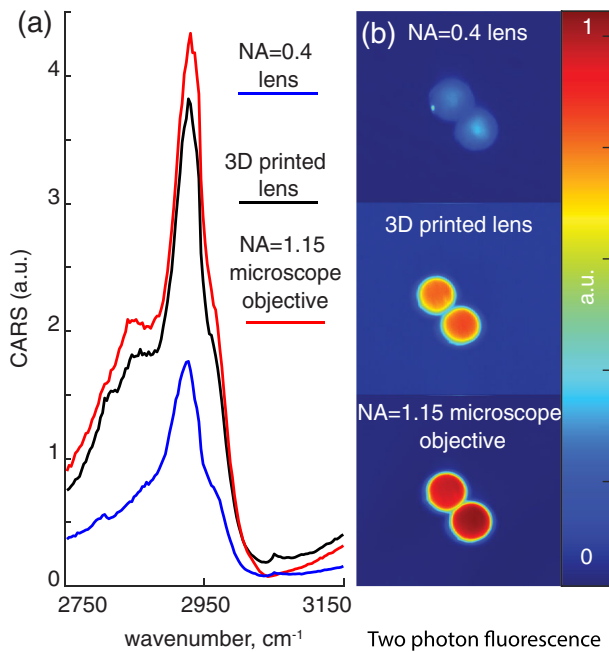 (a)
NA=0.4
lens
3D printed
lens
NA=1.15
microscope
objective
CARS (a.u.)
4
3
2
1
0
2750
2950
3150
wavenumber, cm⁻¹
(b)
NA=0.4 lens
3D printed lens
NA=1.15 microscope
objective
1
a.u.
0
Two photon fluorescence